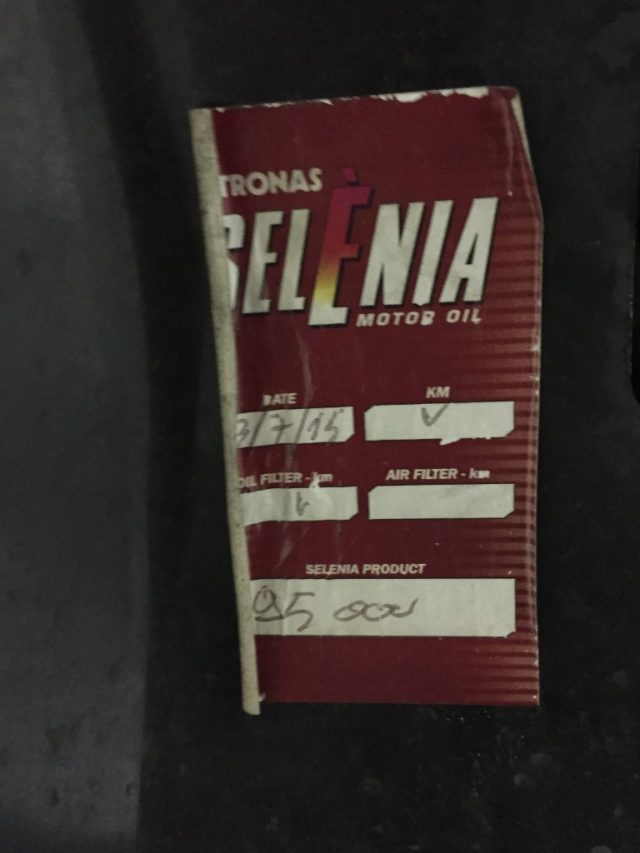 TRONAS
SELÈNIA
MOTOR OIL
DATE KM
3/7/15 ✓
OIL FILTER - km AIR FILTER - km
SELENIA PRODUCT
95 000